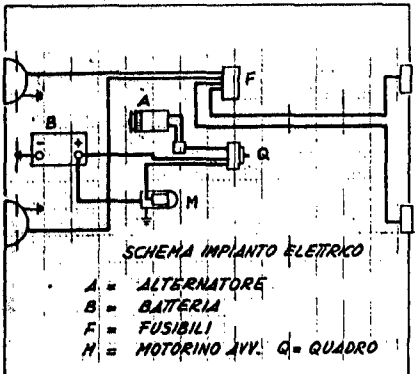 F
A
B
- +
Q
M
SCHEMA IMPIANTO ELETTRICO
A = ALTERNATORE
B = BATTERIA
F = FUSIBILI
M = MOTORINO AVV. Q = QUADRO